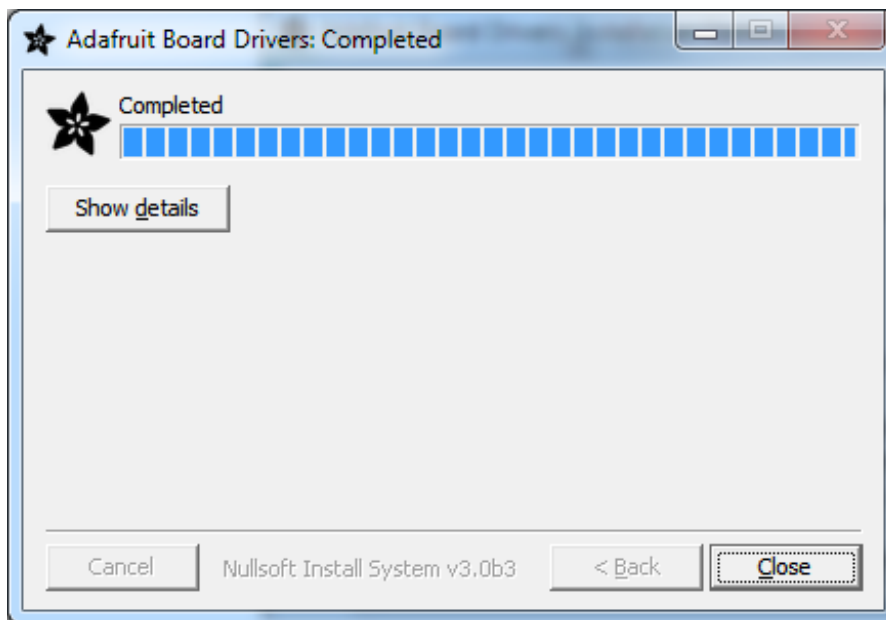 Adafruit Board Drivers: Completed
Completed
Show details
Cancel
Nullsoft Install System v3.0b3
< Back
Close